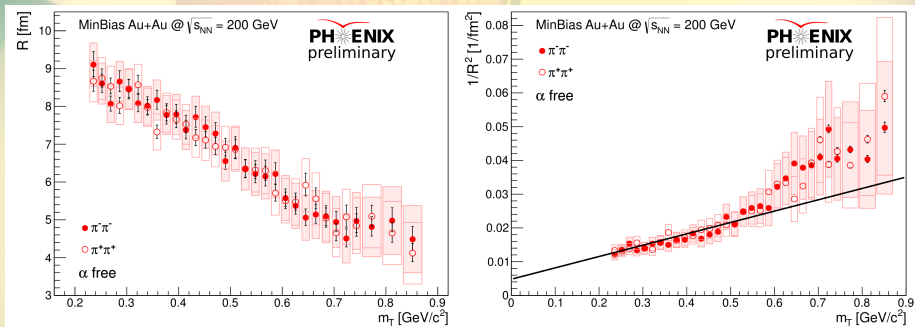 MinBias Au+Au @ √sNN = 200 GeV
PHENIX
preliminary
R [fm]
10
9
8
7
6
5
4
3
π-π-
π+π+
α free
0.2 0.3 0.4 0.5 0.6 0.7 0.8 0.9
mT [GeV/c²]
MinBias Au+Au @ √sNN = 200 GeV
PHENIX
preliminary
1/R² [1/fm²]
0.08
0.07
0.06
0.05
0.04
0.03
0.02
0.01
0
π-π-
π+π+
α free
0 0.1 0.2 0.3 0.4 0.5 0.6 0.7 0.8 0.9
mT [GeV/c²]